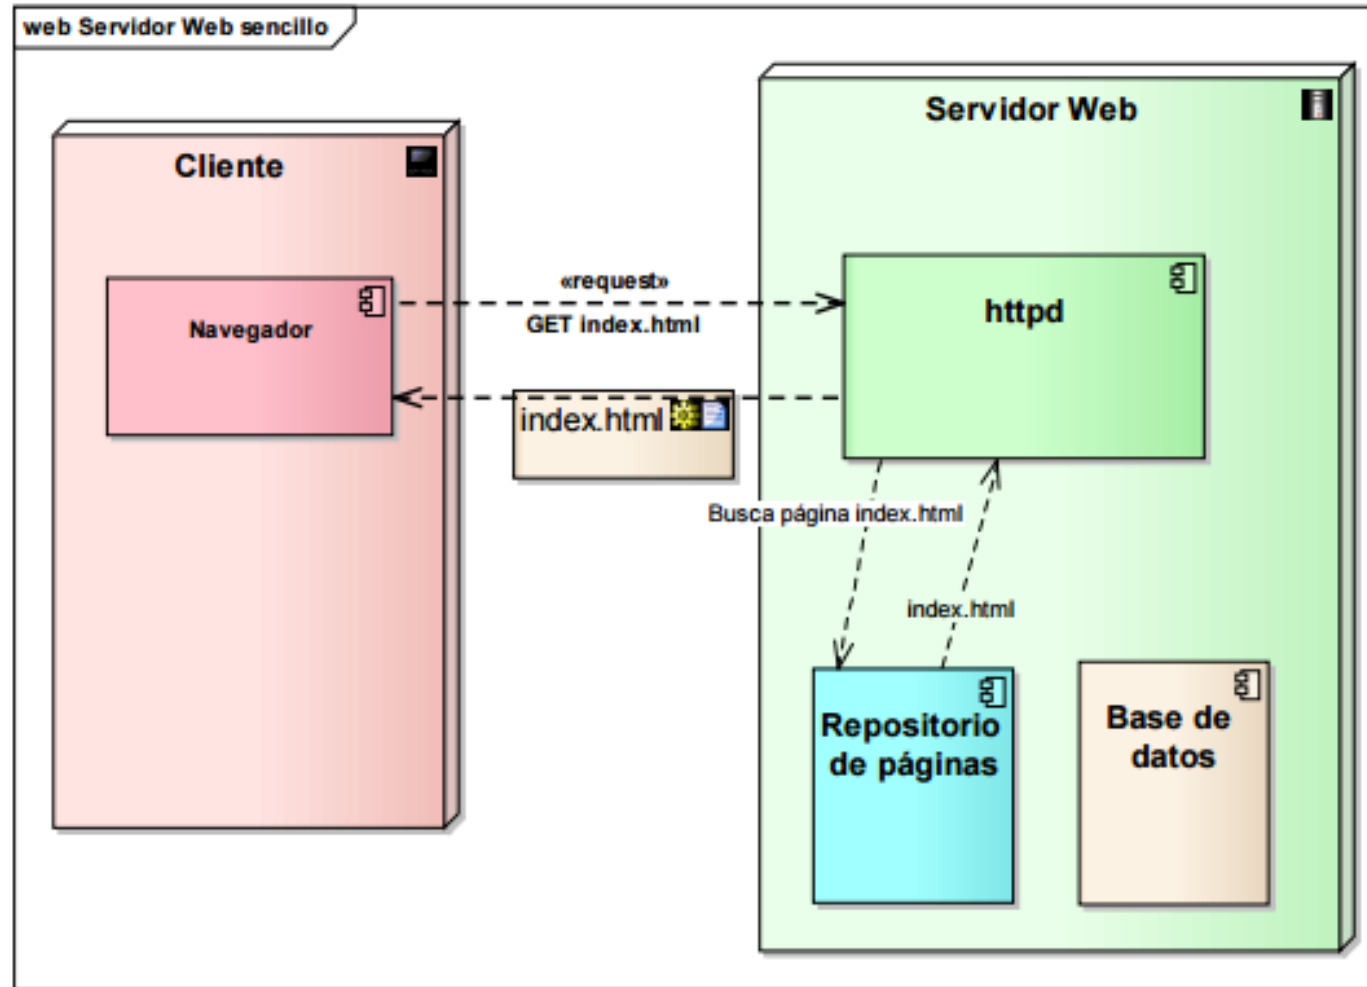 web Servidor Web sencillo
Cliente
Navegador
«request»
GET index.html
index.html
Servidor Web
httpd
Busca página index.html
index.html
Repositorio
de páginas
Base de
datos